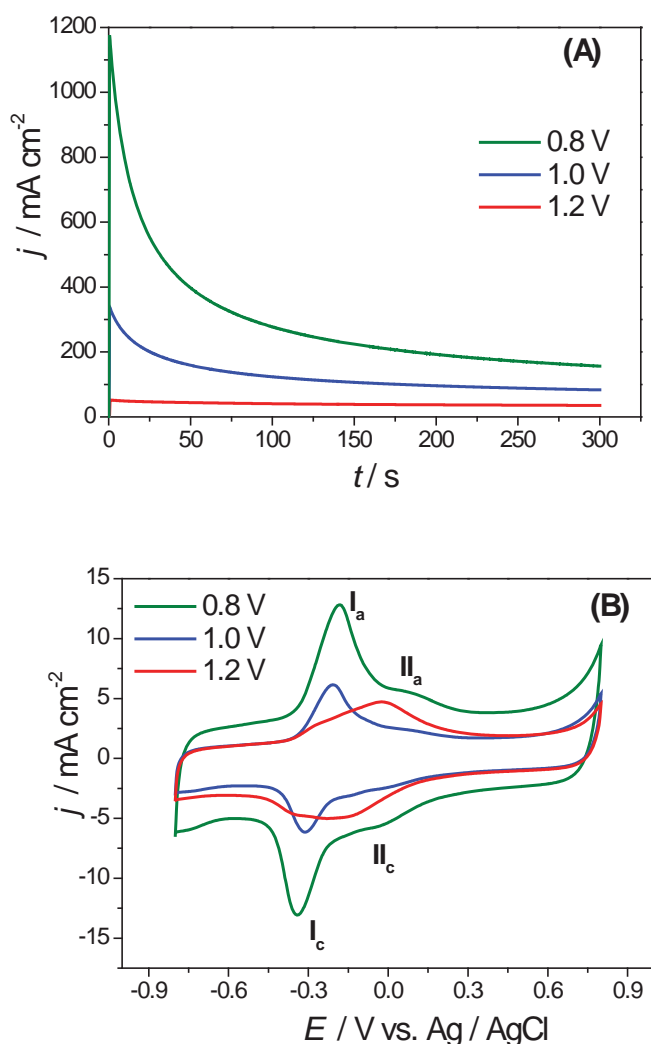 (A)
1200
1000
800
600
400
200
0
j / mA cm-2
0.8 V
1.0 V
1.2 V
0 50 100 150 200 250 300
t / s
(B)
15
10
5
0
-5
-10
-15
j / mA cm-2
0.8 V
1.0 V
1.2 V
Ia
IIa
IIc
Ic
-0.9 -0.6 -0.3 0.0 0.3 0.6 0.9
E / V vs. Ag / AgCl